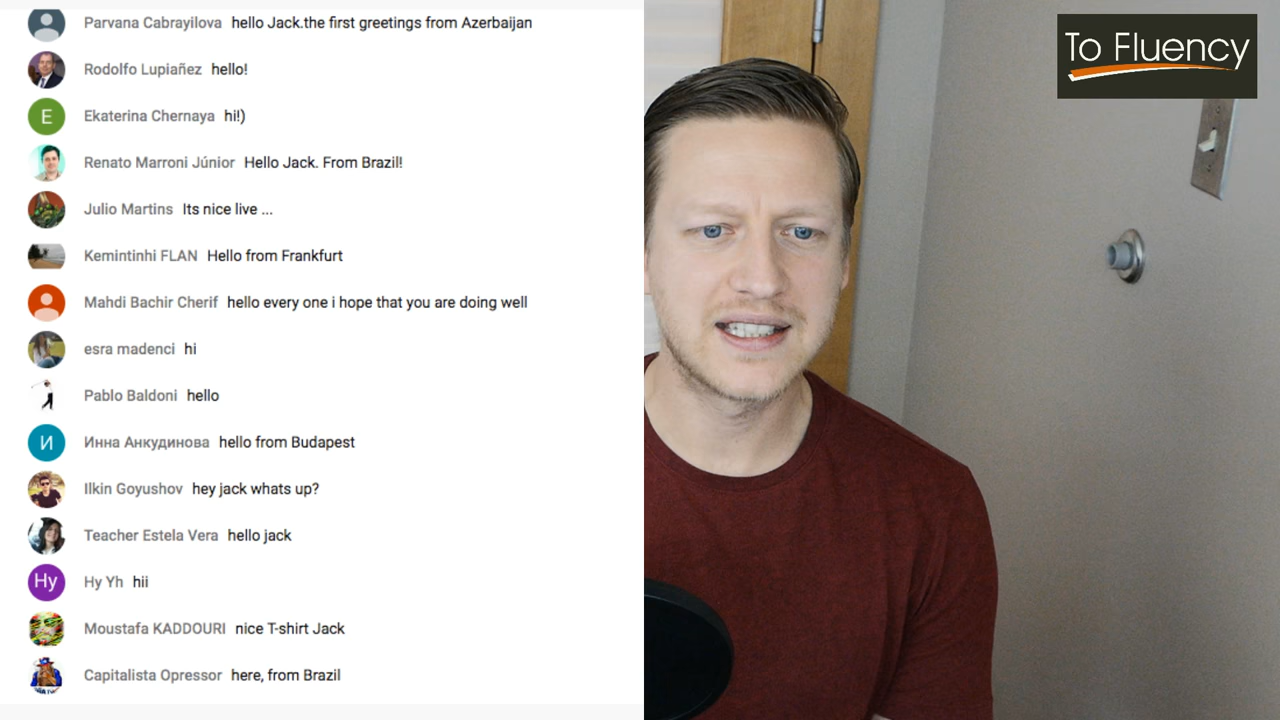 Parvana Cabrayilova hello Jack.the first greetings from Azerbaijan
Rodolfo Lupiañez hello!
E Ekaterina Chernaya hi!)
Renato Marroni Júnior Hello Jack. From Brazil!
Julio Martins Its nice live ...
Kemintinhi FLAN Hello from Frankfurt
Mahdi Bachir Cherif hello every one i hope that you are doing well
esra madenci hi
Pablo Baldoni hello
И Инна Анкудинова hello from Budapest
Ilkin Goyushov hey jack whats up?
Teacher Estela Vera hello jack
Hy Hy Yh hii
Moustafa KADDOURI nice T-shirt Jack
Capitalista Opressor here, from Brazil
To Fluency